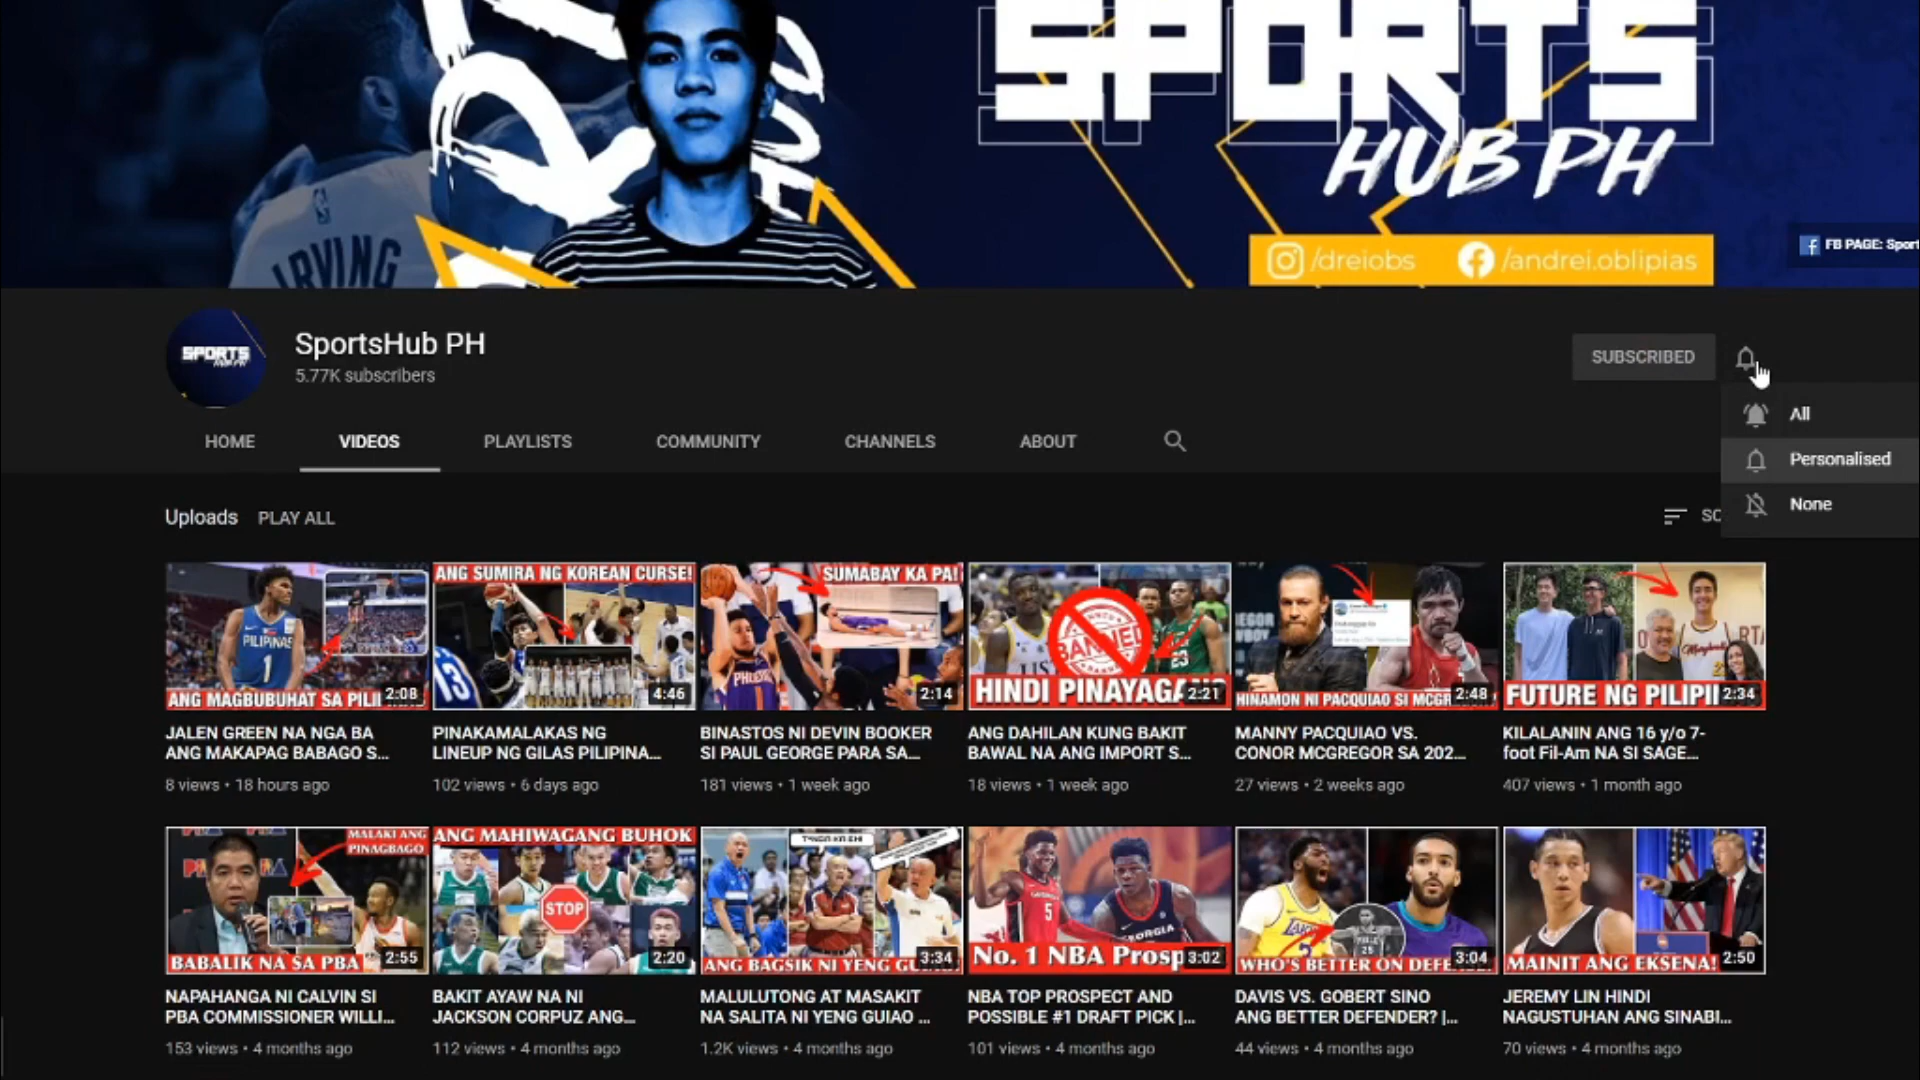 SPORTS
HUB PH
IRVING
/dreiobs
/andrei.oblipias
FB PAGE: Sport
SPORTS
SportsHub PH
5.77K subscribers
SUBSCRIBED
All
Personalised
None
HOME
VIDEOS
PLAYLISTS
COMMUNITY
CHANNELS
ABOUT
Uploads
PLAY ALL
PILIPINAS
1
ANG MAGBUBUHAT SA PILI
2:08
ANG SUMIRA NG KOREAN CURSE!
13
4:46
SUMABAY KA PA!
2:14
BANNED
23
HINDI PINAYAGAN
2:21
HINAMON NI PACQUIAO SI MCGR
2:48
FUTURE NG PILIPI
2:34
JALEN GREEN NA NGA BA
ANG MAKAPAG BABAGO S...
8 views • 18 hours ago
PINAKAMALAKAS NG
LINEUP NG GILAS PILIPINA...
102 views • 6 days ago
BINASTOS NI DEVIN BOOKER
SI PAUL GEORGE PARA SA...
181 views • 1 week ago
ANG DAHILAN KUNG BAKIT
BAWAL NA ANG IMPORT S...
18 views • 1 week ago
MANNY PACQUIAO VS.
CONOR MCGREGOR SA 202...
27 views • 2 weeks ago
KILALANIN ANG 16 y/o 7-
foot Fil-Am NA SI SAGE...
407 views • 1 month ago
MALAKI ANG
PINAGBAGO
BABALIK NA SA PBA
2:55
ANG MAHIWAGANG BUHOK
STOP
2:20
ANG BAGSIK NI YENG GU
3:34
5
No. 1 NBA Prosp
3:02
25
WHO'S BETTER ON DEFE
3:04
MAINIT ANG EKSENA!
2:50
NAPAHANGA NI CALVIN SI
PBA COMMISSIONER WILLI...
153 views • 4 months ago
BAKIT AYAW NA NI
JACKSON CORPUZ ANG...
112 views • 4 months ago
MALULUTONG AT MASAKIT
NA SALITA NI YENG GUIAO ...
1.2K views • 4 months ago
NBA TOP PROSPECT AND
POSSIBLE #1 DRAFT PICK |...
101 views • 4 months ago
DAVIS VS. GOBERT SINO
ANG BETTER DEFENDER? |...
44 views • 4 months ago
JEREMY LIN HINDI
NAGUSTUHAN ANG SINABI...
70 views • 4 months ago